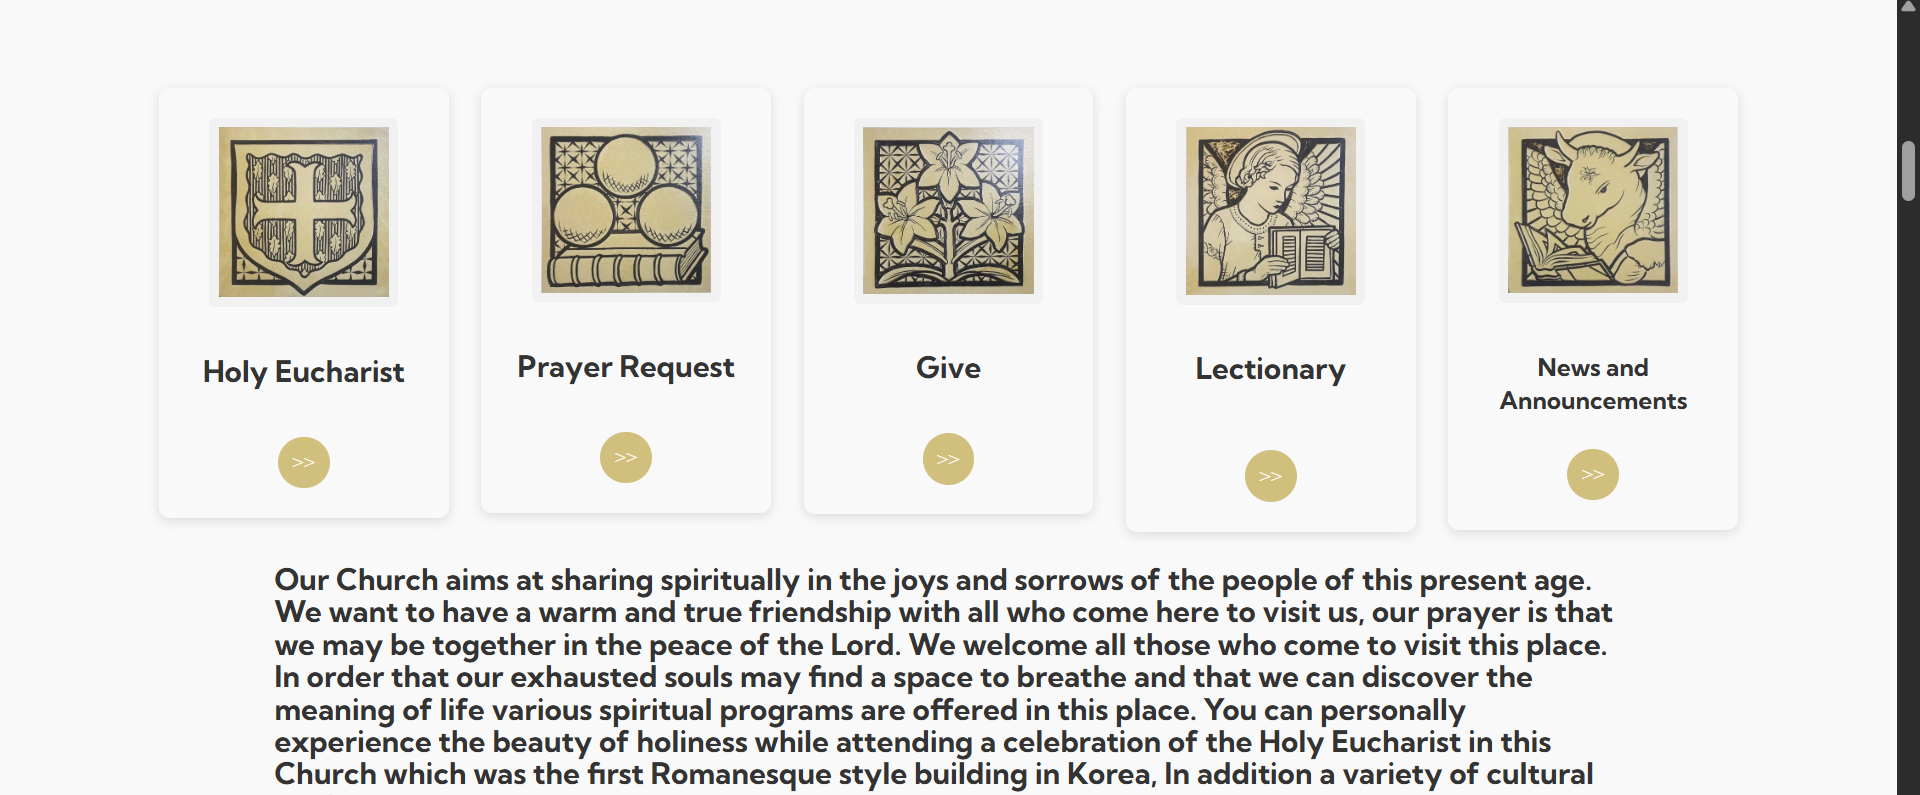 Holy Eucharist
Prayer Request
Give
Lectionary
News and
Announcements
>>
>>
>>
>>
>>
Our Church aims at sharing spiritually in the joys and sorrows of the people of this present age.
We want to have a warm and true friendship with all who come here to visit us, our prayer is that
we may be together in the peace of the Lord. We welcome all those who come to visit this place.
In order that our exhausted souls may find a space to breathe and that we can discover the
meaning of life various spiritual programs are offered in this place. You can personally
experience the beauty of holiness while attending a celebration of the Holy Eucharist in this
Church which was the first Romanesque style building in Korea, In addition a variety of cultural